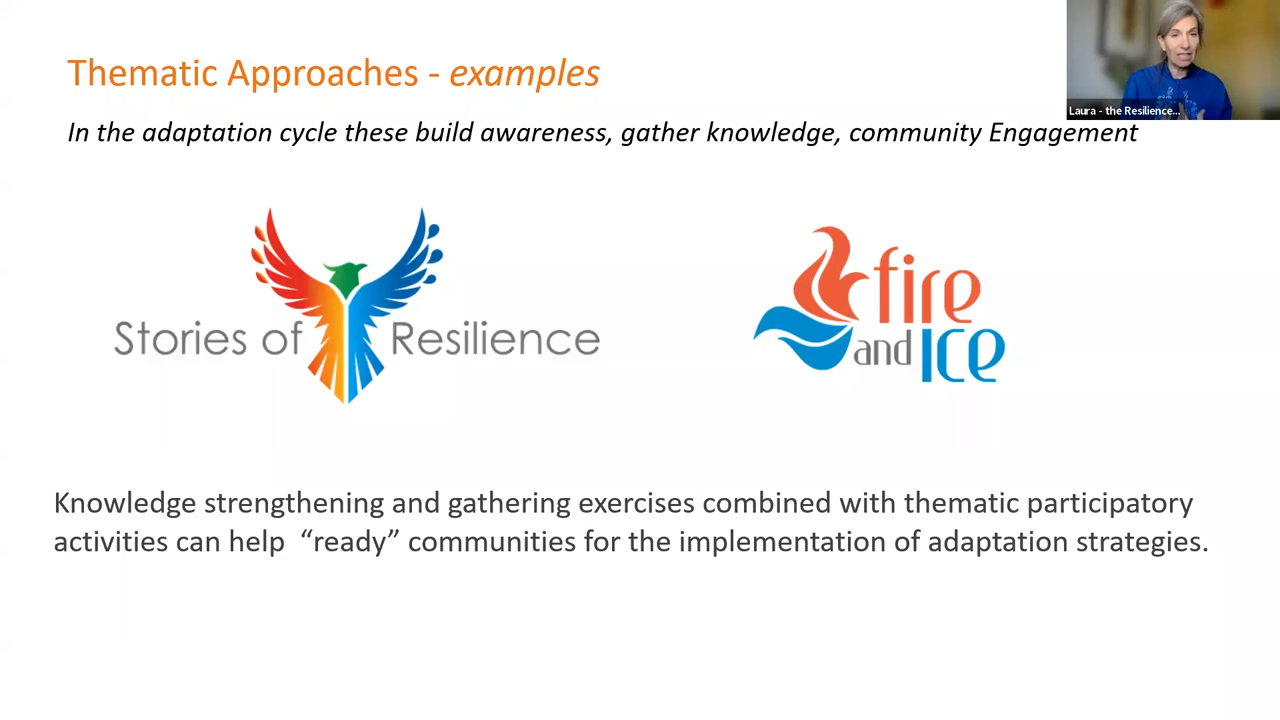 Thematic Approaches - examples
Laura - the Resilience...
In the adaptation cycle these build awareness, gather knowledge, community Engagement
Stories of Resilience
fire
and ICE
Knowledge strengthening and gathering exercises combined with thematic participatory
activities can help “ready” communities for the implementation of adaptation strategies.